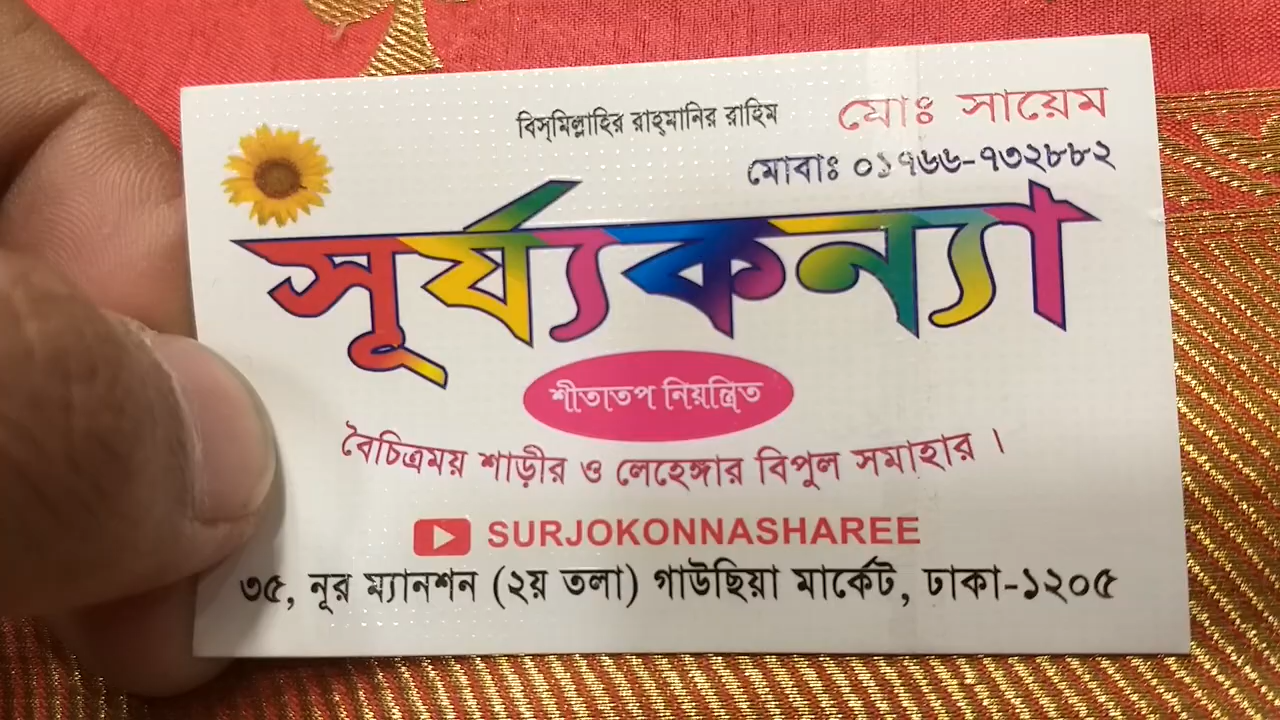 বিস্‌মিল্লাহির রাহ্‌মানির রাহিম
মোঃ সায়েম
মোবাঃ ০১৭৬৬-৭৩২৮৮২
সূর্য্যকন্যা
শীতাতপ নিয়ন্ত্রিত
বৈচিত্রময় শাড়ীর ও লেহেঙ্গার বিপুল সমাহার ।
SURJOKONNASHAREE
৩৫, নূর ম্যানশন (২য় তলা) গাউছিয়া মার্কেট, ঢাকা-১২০৫